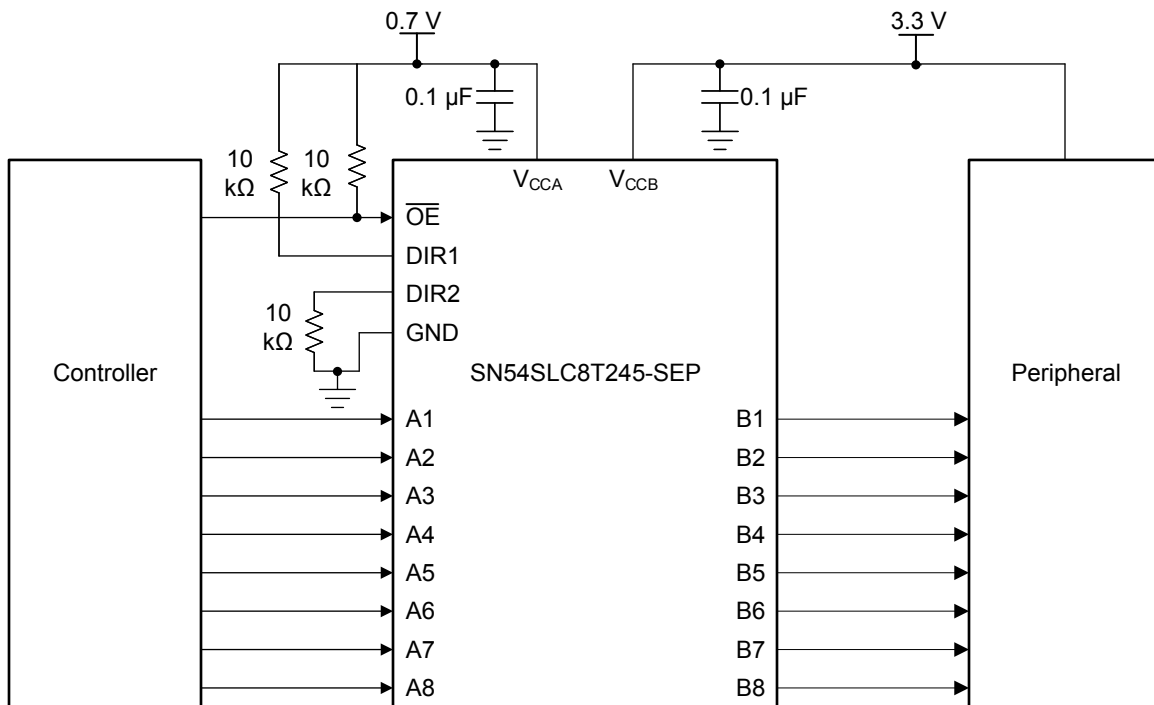 0.7 V
3.3 V
0.1 µF
0.1 µF
10
kΩ
10
kΩ
V_CCA
V_CCB
OE
DIR1
DIR2
10
kΩ
GND
Controller
SN54SLC8T245-SEP
Peripheral
A1
B1
A2
B2
A3
B3
A4
B4
A5
B5
A6
B6
A7
B7
A8
B8